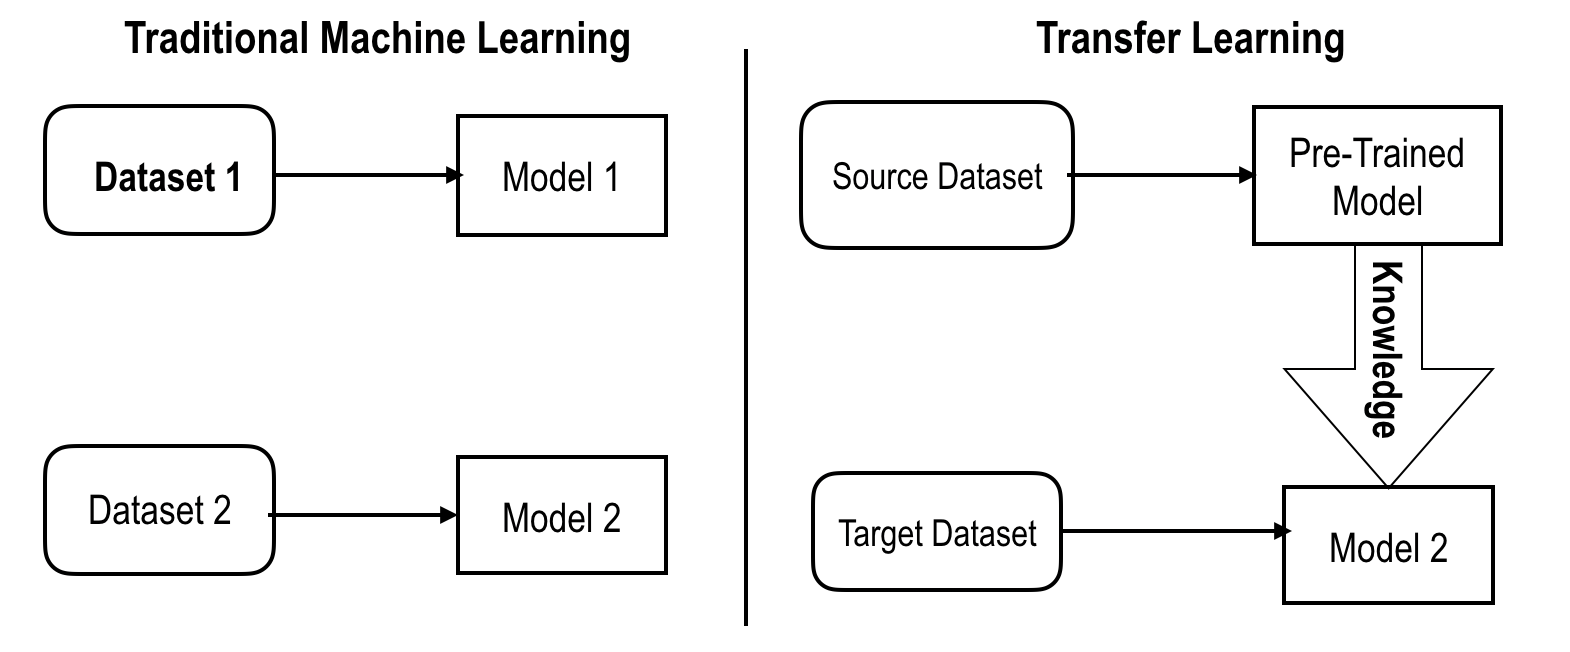 Traditional Machine Learning
Dataset 1
Model 1
Dataset 2
Model 2
Transfer Learning
Source Dataset
Pre-Trained
Model
Knowledge
Target Dataset
Model 2